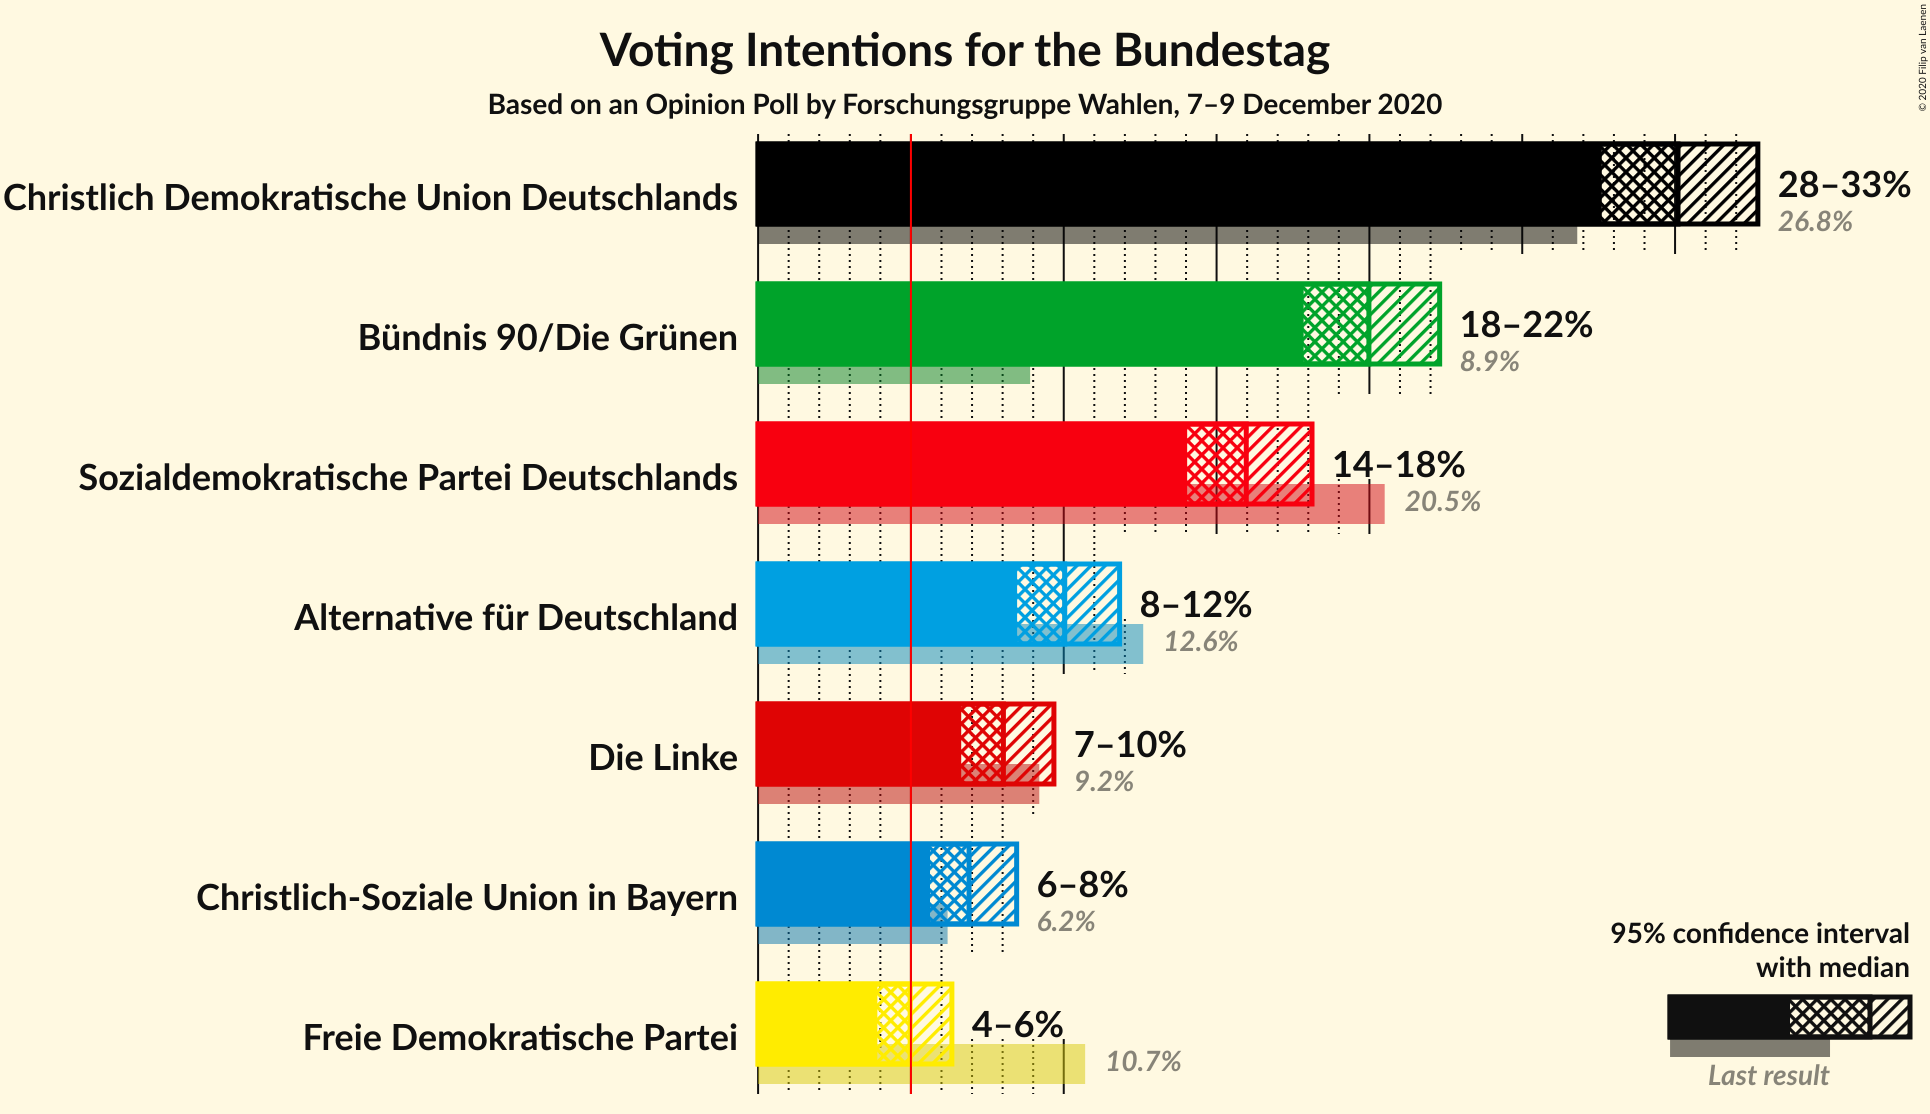 Voting Intentions for the Bundestag
Based on an Opinion Poll by Forschungsgruppe Wahlen, 7–9 December 2020
© 2020 Filip van Laenen
Christlich Demokratische Union Deutschlands
28–33%
26.8%
Bündnis 90/Die Grünen
18–22%
8.9%
Sozialdemokratische Partei Deutschlands
14–18%
20.5%
Alternative für Deutschland
8–12%
12.6%
Die Linke
7–10%
9.2%
Christlich-Soziale Union in Bayern
6–8%
6.2%
Freie Demokratische Partei
4–6%
10.7%
95% confidence interval
with median
Last result